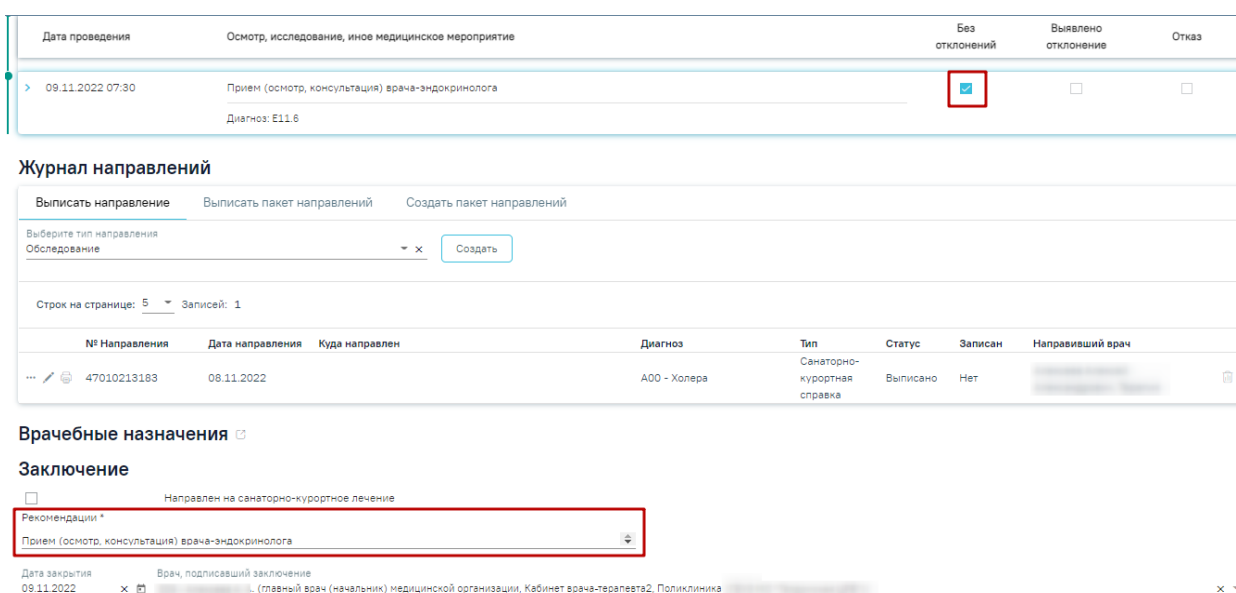 Дата проведения Осмотр, исследование, иное медицинское мероприятие Без отклонений Выявлено отклонение Отказ
09.11.2022 07:30 Прием (осмотр, консультация) врача-эндокринолога
Диагноз: E11.6
Журнал направлений
Выписать направление Выписать пакет направлений Создать пакет направлений
Выберите тип направления
Обследование Создать
Строк на странице: 5 Записей: 1
№ Направления Дата направления Куда направлен Диагноз Тип Статус Записан Направивший врач
47010213183 08.11.2022 A00 - Холера Санаторно-курортная справка Выписано Нет
Врачебные назначения
Заключение
Направлен на санаторно-курортное лечение
Рекомендации *
Прием (осмотр, консультация) врача-эндокринолога
Дата закрытия Врач, подписавший заключение
09.11.2022 . (главный врач (начальник) медицинской организации, Кабинет врача-терапевта2, Поликлиника